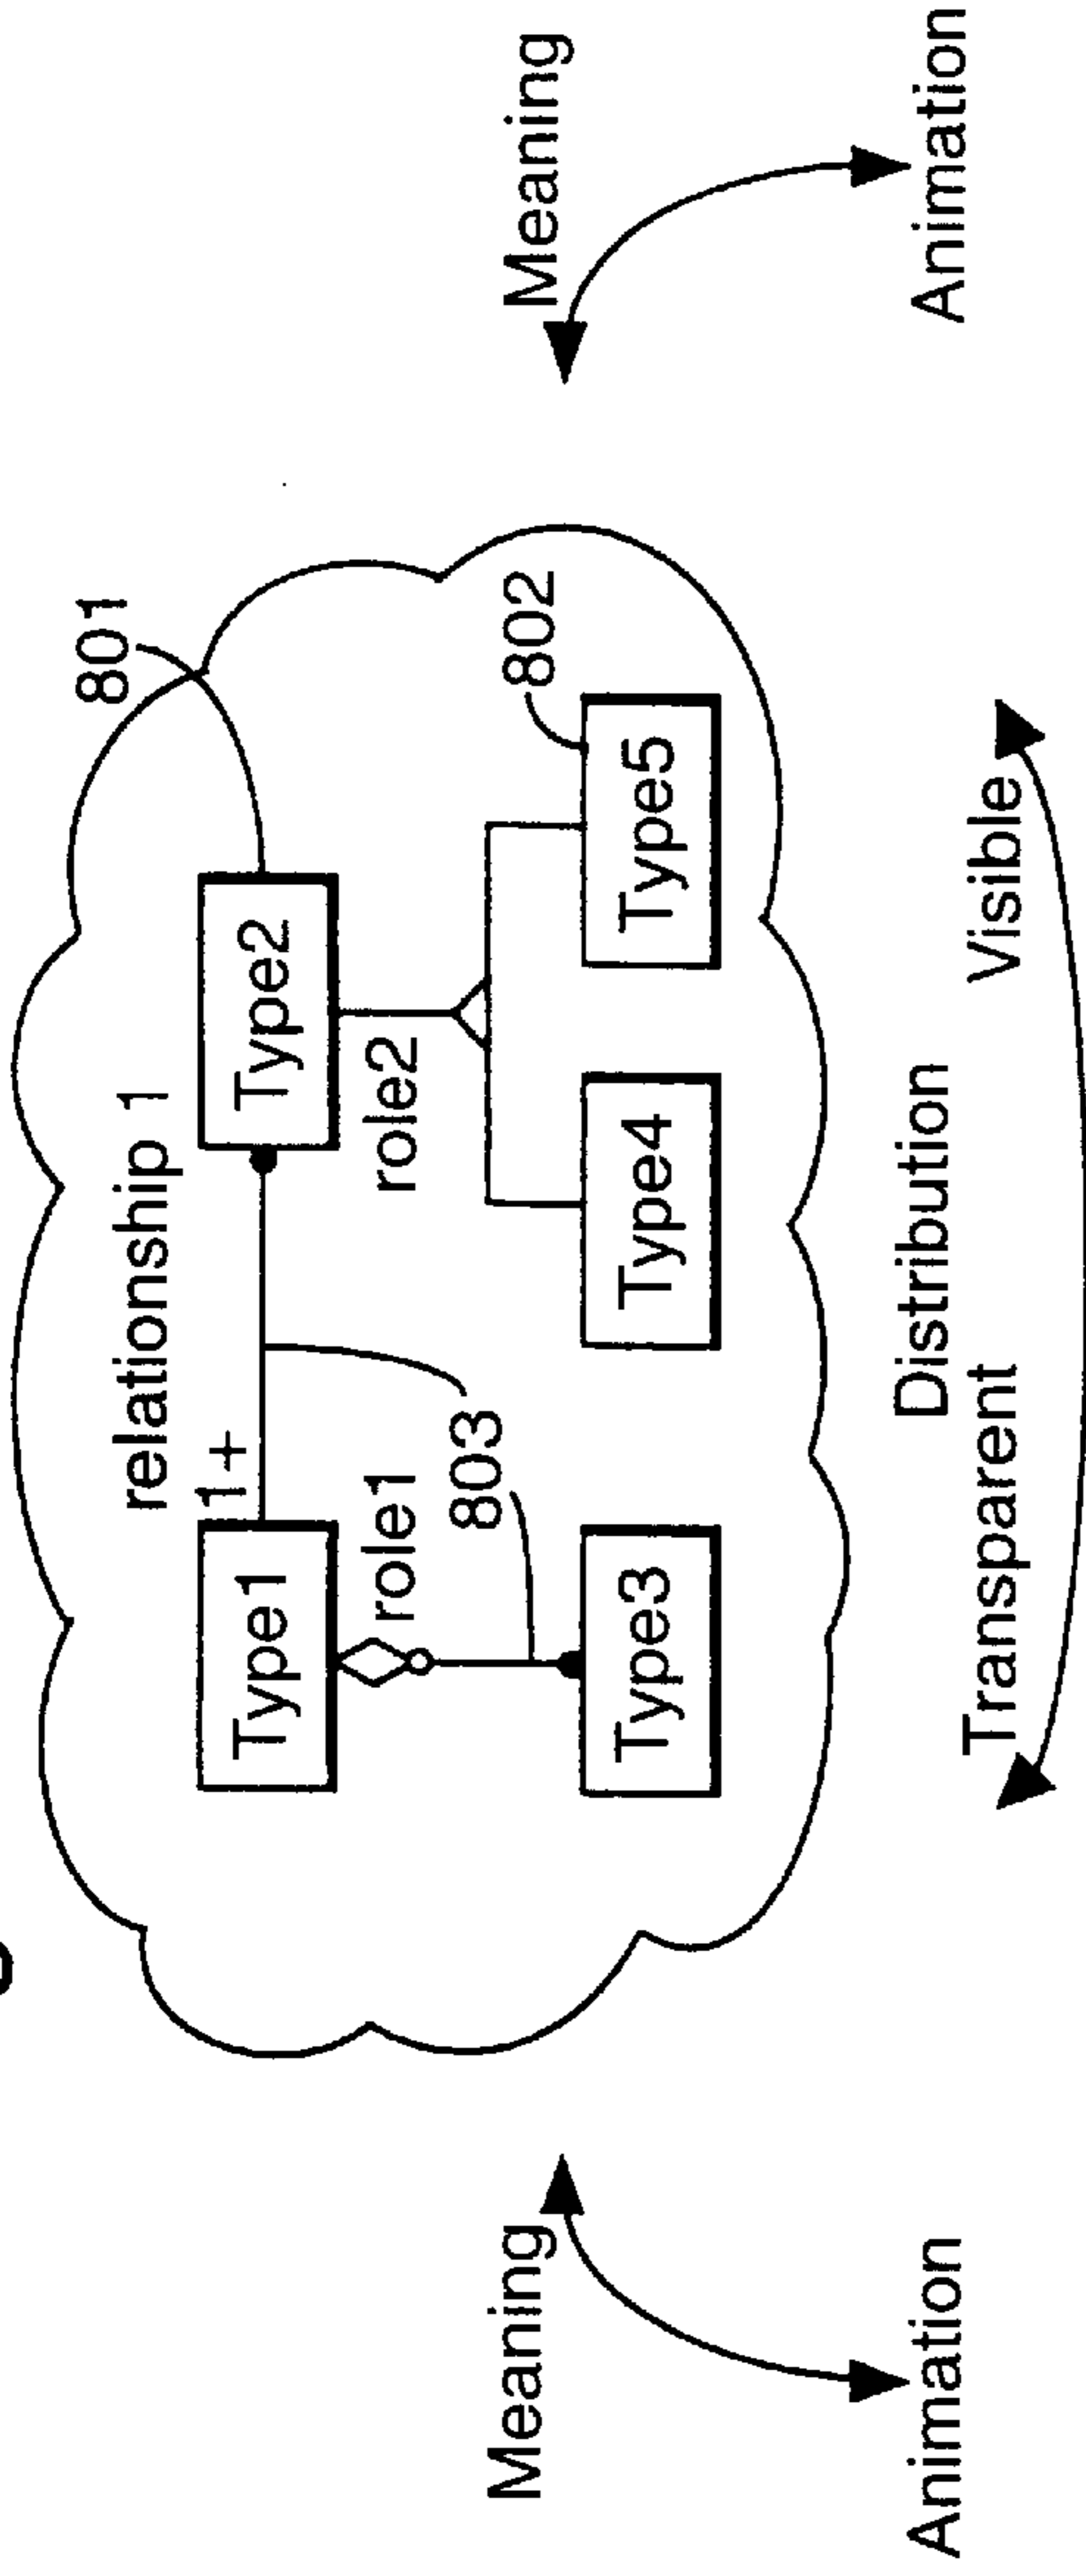 801
relationship 1
1+
Type1
Type2
role1
role2
803
802
Meaning
Meaning
Type3
Type4
Type5
Distribution
Animation
Animation
Transparent
Visible